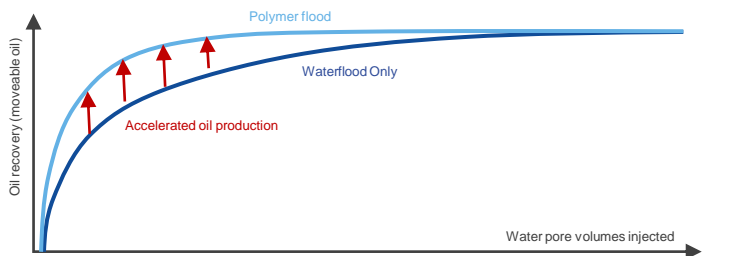 Polymer flood
Waterflood Only
Accelerated oil production
Oil recovery (moveable oil)
Water pore volumes injected